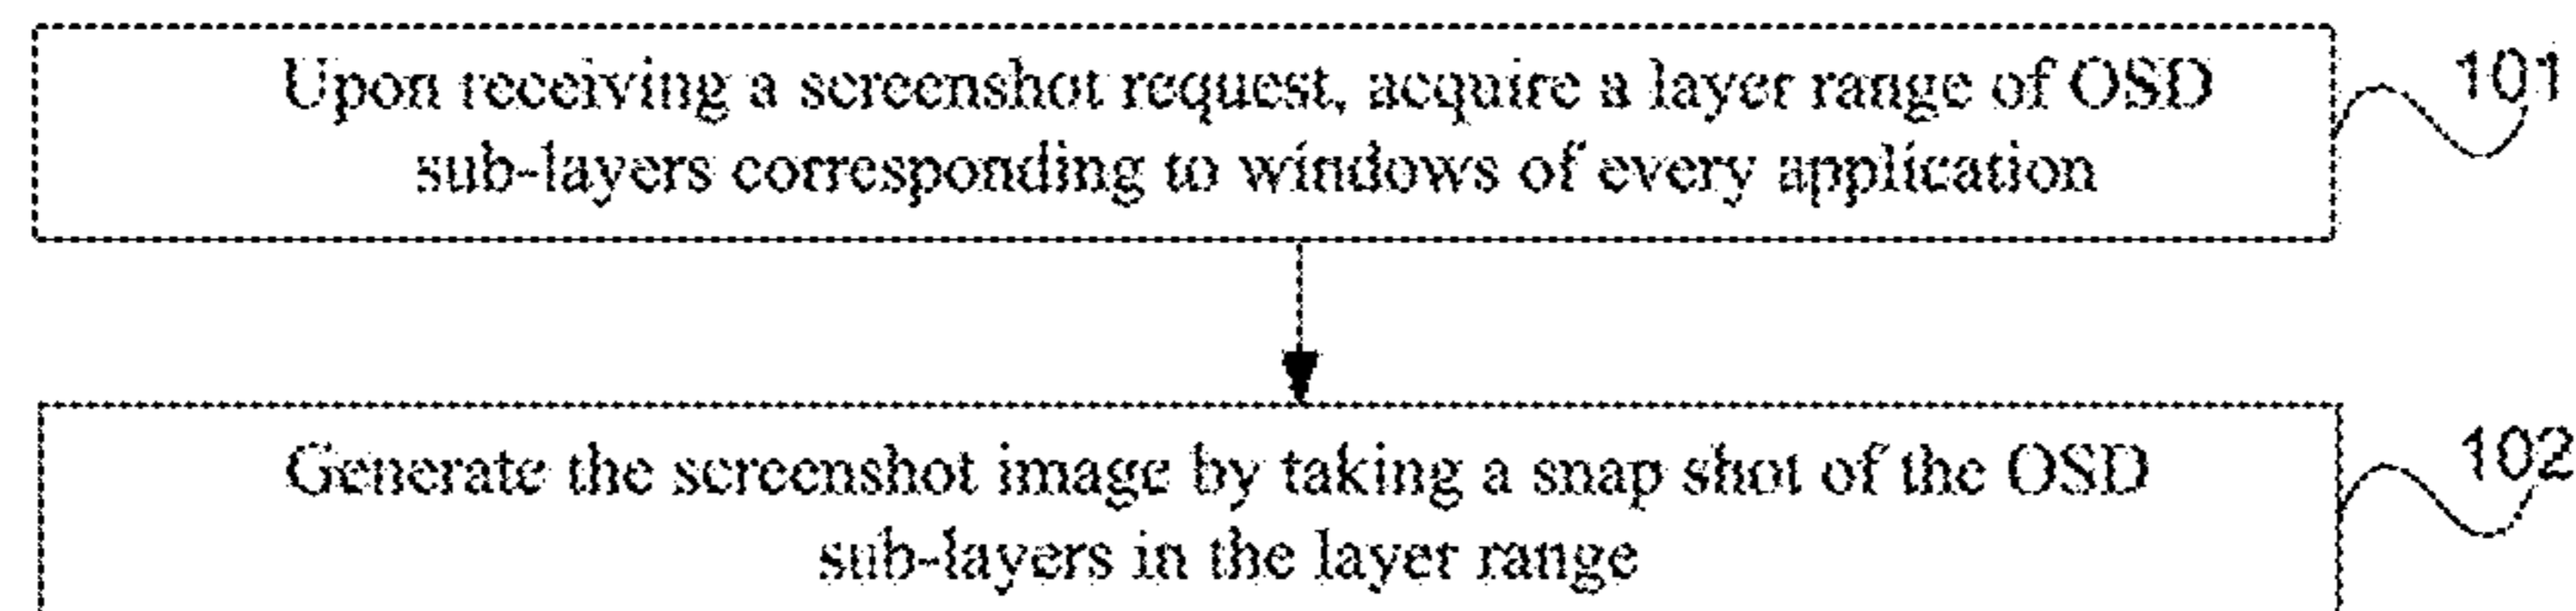 Upon receiving a screenshot request, acquire a layer range of OSD
sub-layers corresponding to windows of every application
101
Generate the screenshot image by taking a snap shot of the OSD
sub-layers in the layer range
102